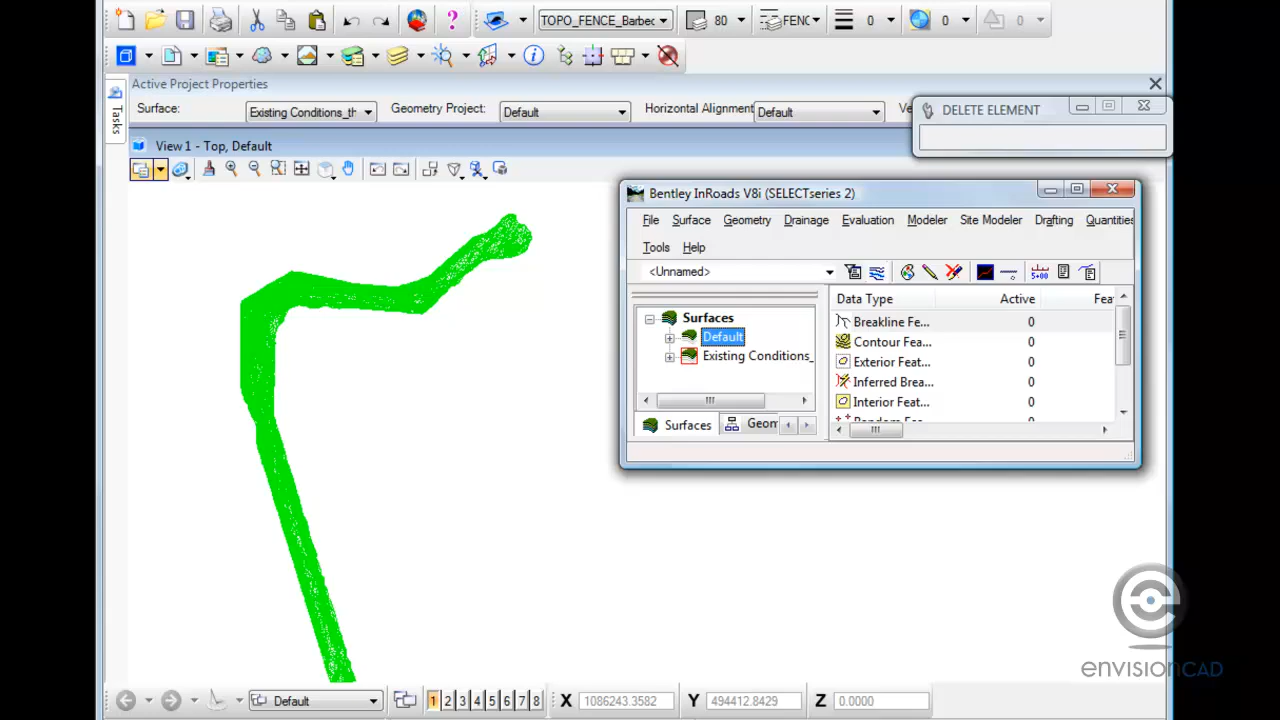 TOPO_FENCE_Barbec
80
FENC
0
0
0
Active Project Properties
Surface:
Existing Conditions_th
Geometry Project:
Default
Horizontal Alignment
Default
Ve
DELETE ELEMENT
Tasks
View 1 - Top, Default
Bentley InRoads V8i (SELECTseries 2)
File
Surface
Geometry
Drainage
Evaluation
Modeler
Site Modeler
Drafting
Quantities
Tools
Help
<Unnamed>
Surfaces
Default
Existing Conditions_
Surfaces
Geom
Data Type
Active
Fea
Breakline Fe...
0
Contour Fea...
0
Exterior Feat...
0
Inferred Brea...
0
Interior Feat...
0
envisionCAD
Default
1 2 3 4 5 6 7 8
X
1086243.3582
Y
494412.8429
Z
0.0000